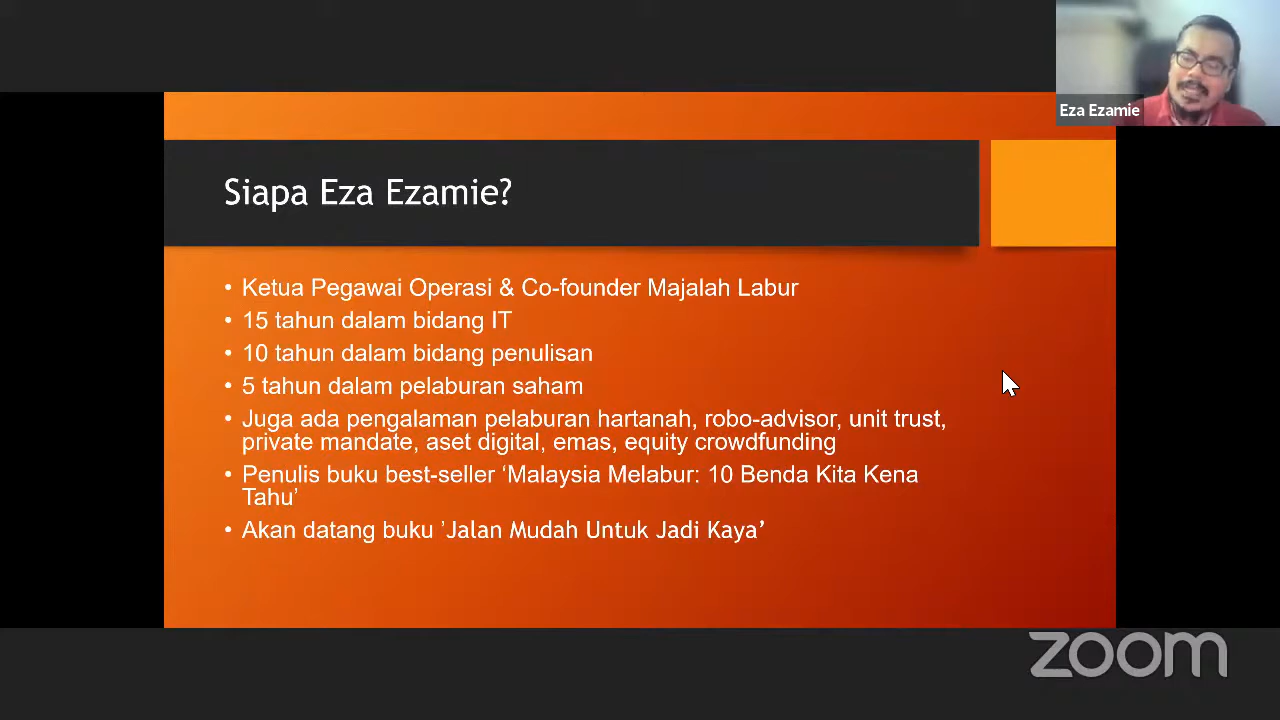 Eza Ezamie
Siapa Eza Ezamie?
• Ketua Pegawai Operasi & Co-founder Majalah Labur
• 15 tahun dalam bidang IT
• 10 tahun dalam bidang penulisan
• 5 tahun dalam pelaburan saham
• Juga ada pengalaman pelaburan hartanah, robo-advisor, unit trust,
private mandate, aset digital, emas, equity crowdfunding
• Penulis buku best-seller ‘Malaysia Melabur: 10 Benda Kita Kena
Tahu’
• Akan datang buku ’Jalan Mudah Untuk Jadi Kaya’
zoom